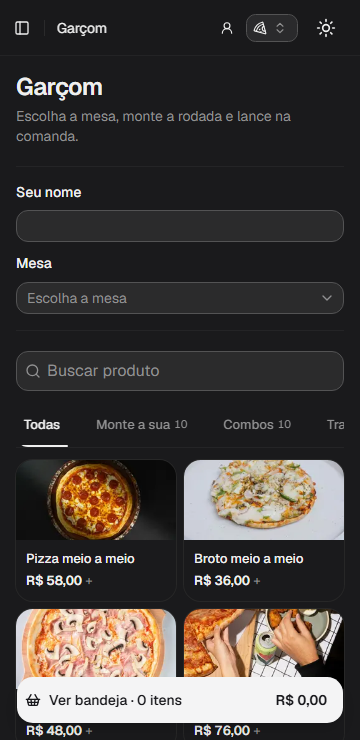 Garçom
Garçom
Escolha a mesa, monte a rodada e lance na
comanda.
Seu nome
Mesa
Escolha a mesa
Buscar produto
Todas
Monte a sua 10
Combos 10
Tra
Pizza meio a meio
R$ 58,00 +
Broto meio a meio
R$ 36,00 +
Ver bandeja · 0 itens
R$ 0,00
R$ 48,00 +
R$ 76,00 +